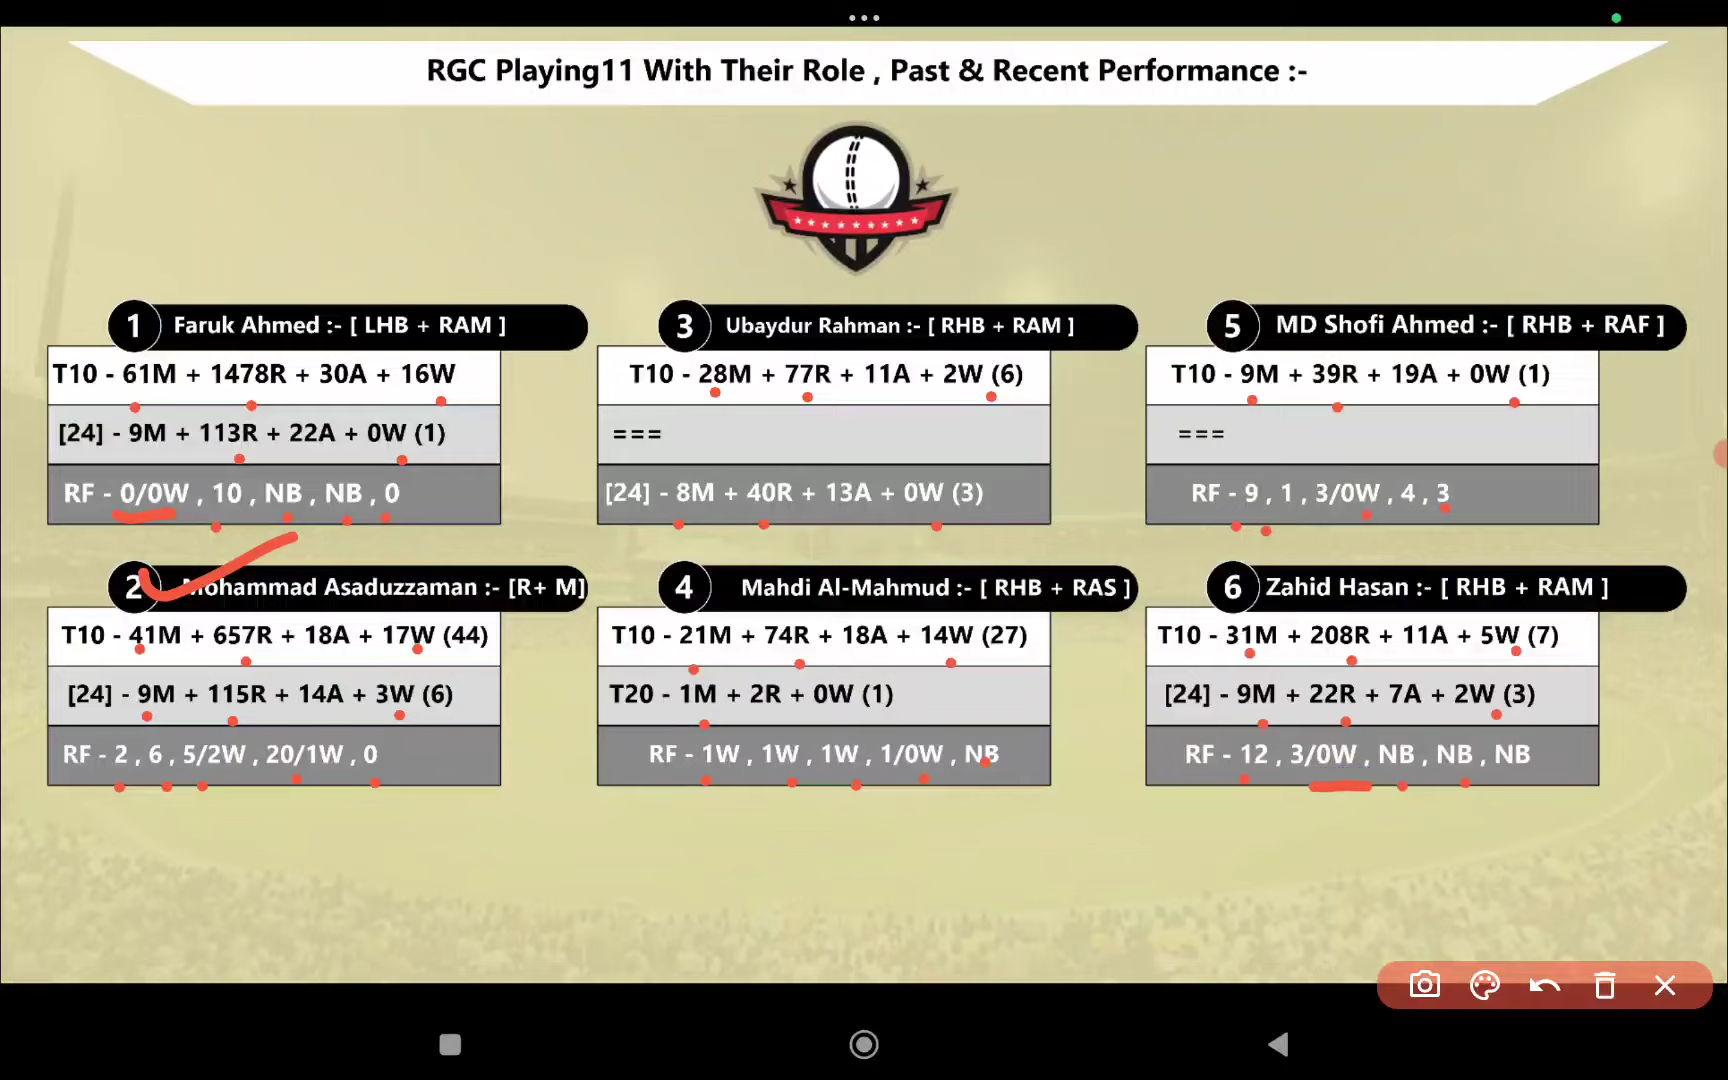 RGC Playing11 With Their Role , Past & Recent Performance :-
1 Faruk Ahmed :- [ LHB + RAM ]
T10 - 61M + 1478R + 30A + 16W
[24] - 9M + 113R + 22A + 0W (1)
RF - 0/0W , 10 , NB , NB , 0
2 Mohammad Asaduzzaman :- [R+ M]
T10 - 41M + 657R + 18A + 17W (44)
[24] - 9M + 115R + 14A + 3W (6)
RF - 2 , 6 , 5/2W , 20/1W , 0
3 Ubaydur Rahman :- [ RHB + RAM ]
T10 - 28M + 77R + 11A + 2W (6)
===
[24] - 8M + 40R + 13A + 0W (3)
4 Mahdi Al-Mahmud :- [ RHB + RAS ]
T10 - 21M + 74R + 18A + 14W (27)
T20 - 1M + 2R + 0W (1)
RF - 1W , 1W , 1W , 1/0W , NB
5 MD Shofi Ahmed :- [ RHB + RAF ]
T10 - 9M + 39R + 19A + 0W (1)
===
RF - 9 , 1 , 3/0W , 4 , 3
6 Zahid Hasan :- [ RHB + RAM ]
T10 - 31M + 208R + 11A + 5W (7)
[24] - 9M + 22R + 7A + 2W (3)
RF - 12 , 3/0W , NB , NB , NB